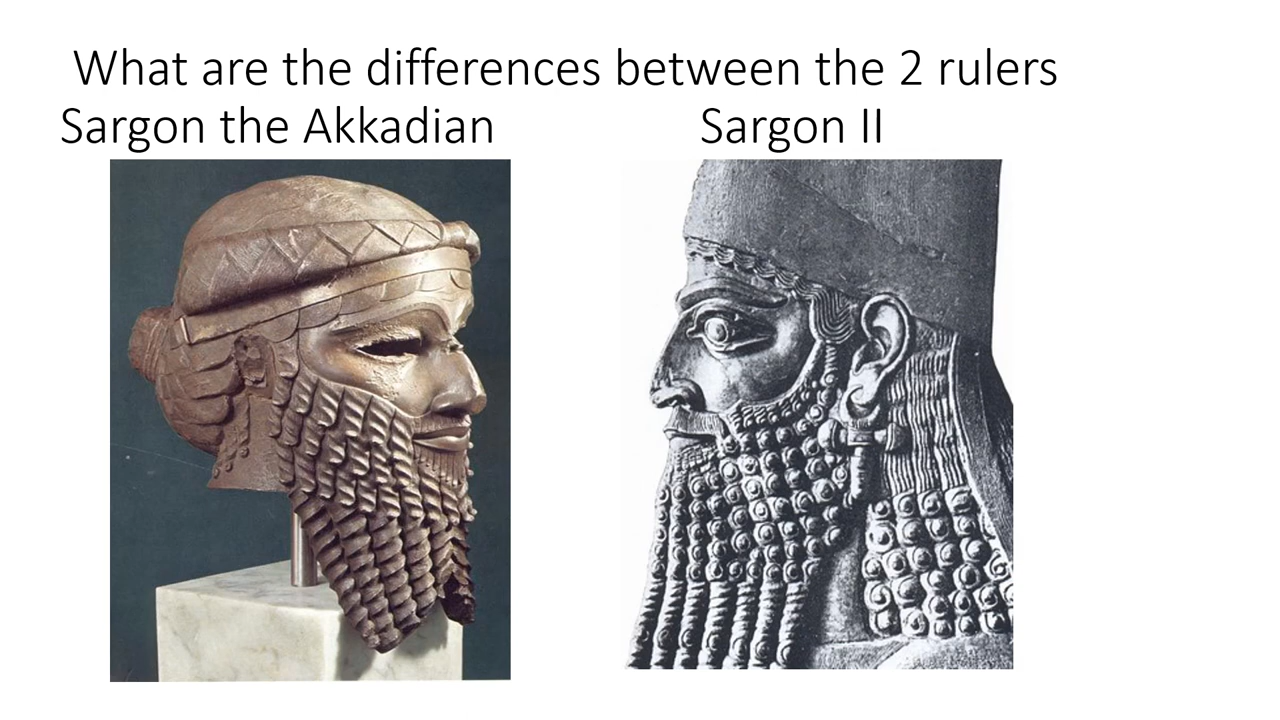 What are the differences between the 2 rulers
Sargon the Akkadian Sargon II